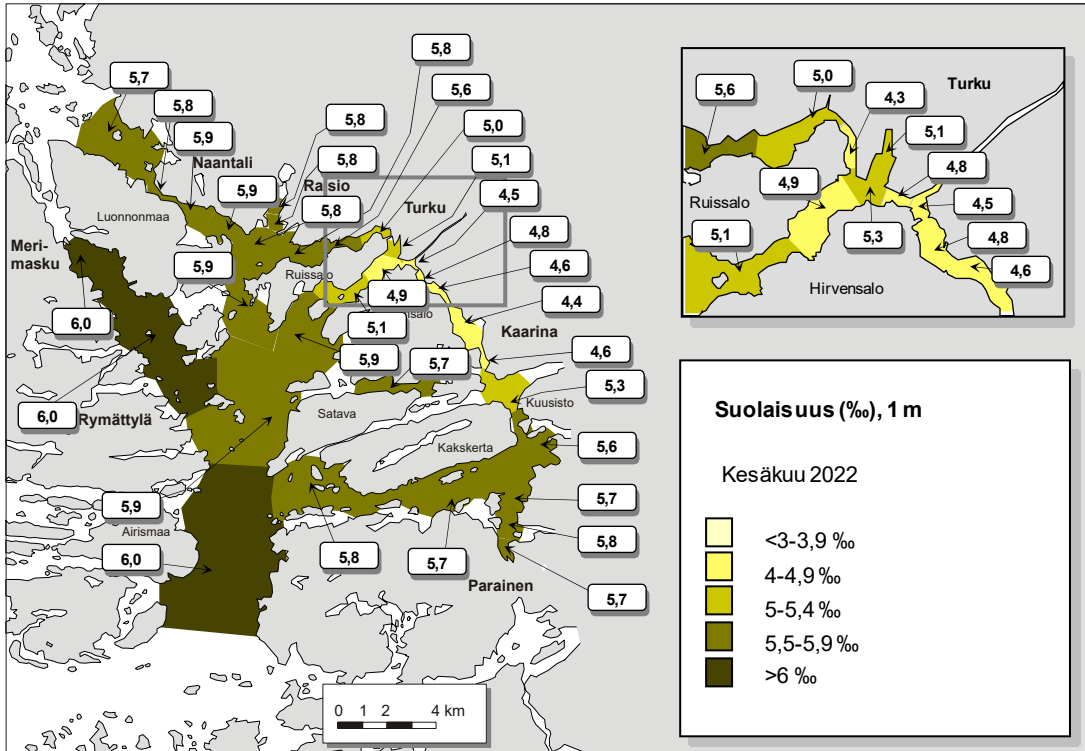 5,8
5,7
5,6
5,8
5,8
5,0
5,9
Naantali
5,8
5,1
Raisio
5,9
5,8
Turku
4,5
Luonnonmaa
4,8
Meri-
masku
5,9
Ruissalo
4,6
4,9
salo
4,4
6,0
5,1
Kaarina
5,9
5,7
4,6
6,0
Rymättylä
Satava
5,3
Kuusisto
Kakskerta
5,6
5,9
5,7
Airismaa
6,0
5,8
5,7
5,8
Parainen
5,7
0 1 2 4 km
5,0
Turku
5,6
4,3
5,1
4,9
4,8
Ruissalo
4,5
5,1
5,3
4,8
4,6
Hirvensalo
Suolaisuus (‰), 1 m
Kesäkuu 2022
<3-3,9 ‰
4-4,9 ‰
5-5,4 ‰
5,5-5,9 ‰
>6 ‰